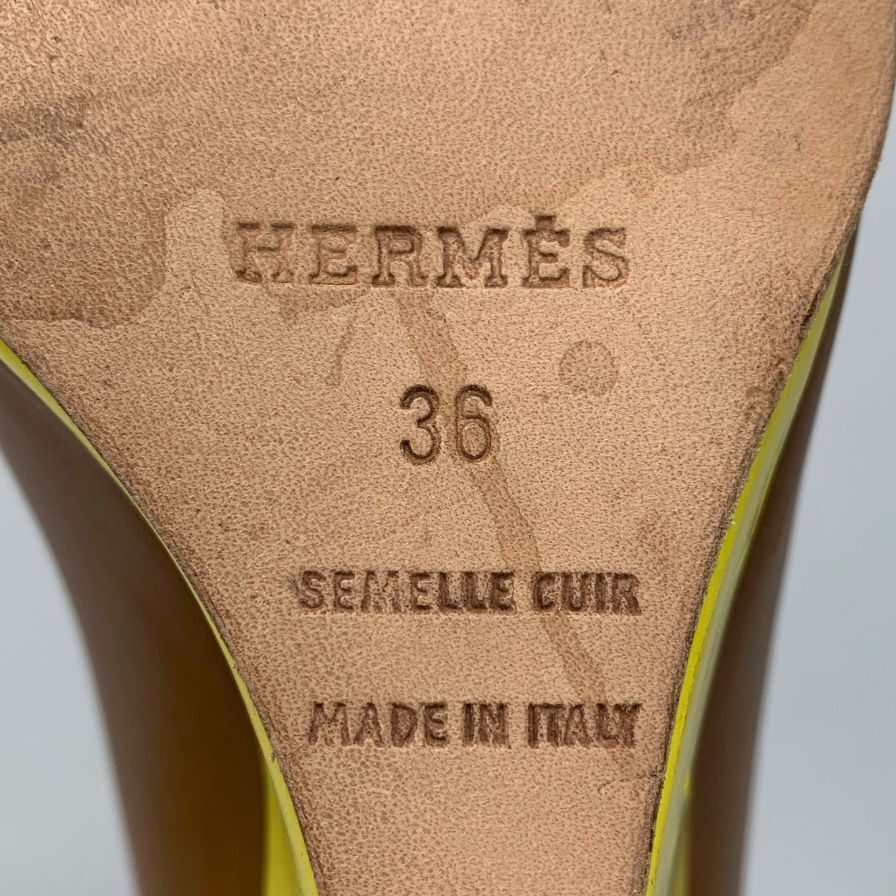 HERMÈS
36
SEMELLE CUIR
MADE IN ITALY